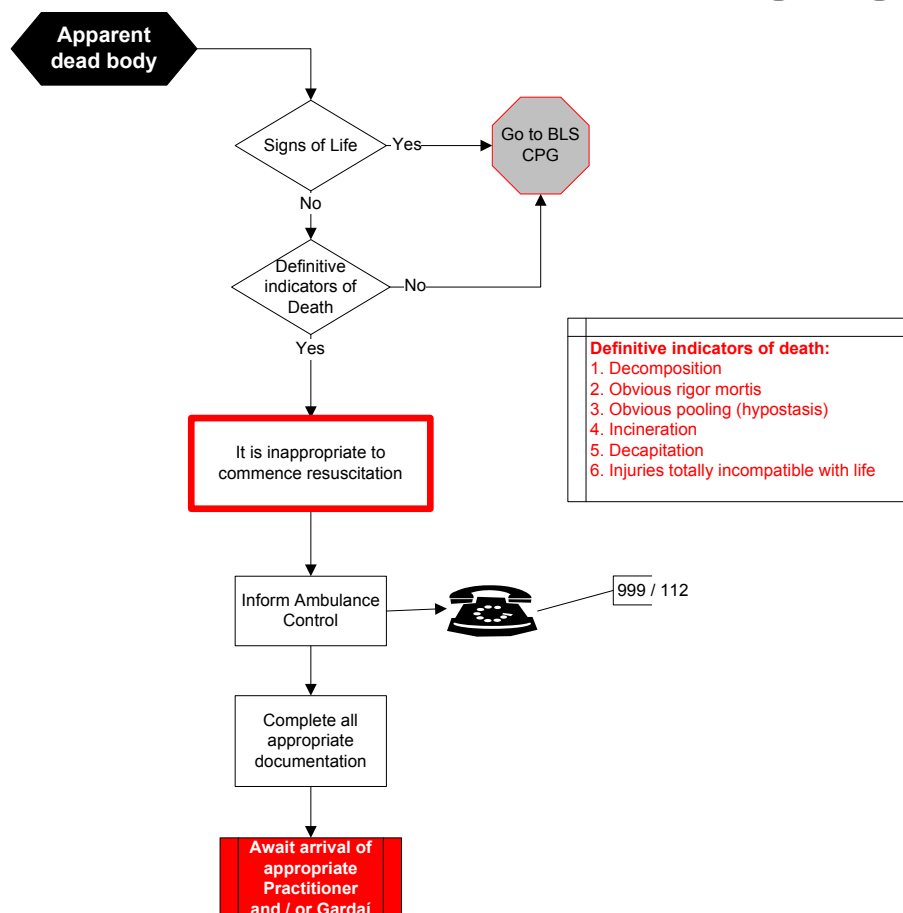 Apparent
dead body
Signs of Life
Yes
Go to BLS
CPG
No
Definitive
indicators of
Death
No
Yes
Definitive indicators of death:
1. Decomposition
2. Obvious rigor mortis
3. Obvious pooling (hypostasis)
4. Incineration
5. Decapitation
6. Injuries totally incompatible with life
It is inappropriate to
commence resuscitation
Inform Ambulance
Control
999 / 112
Complete all
appropriate
documentation
Await arrival of
appropriate
Practitioner
and / or Gardaí